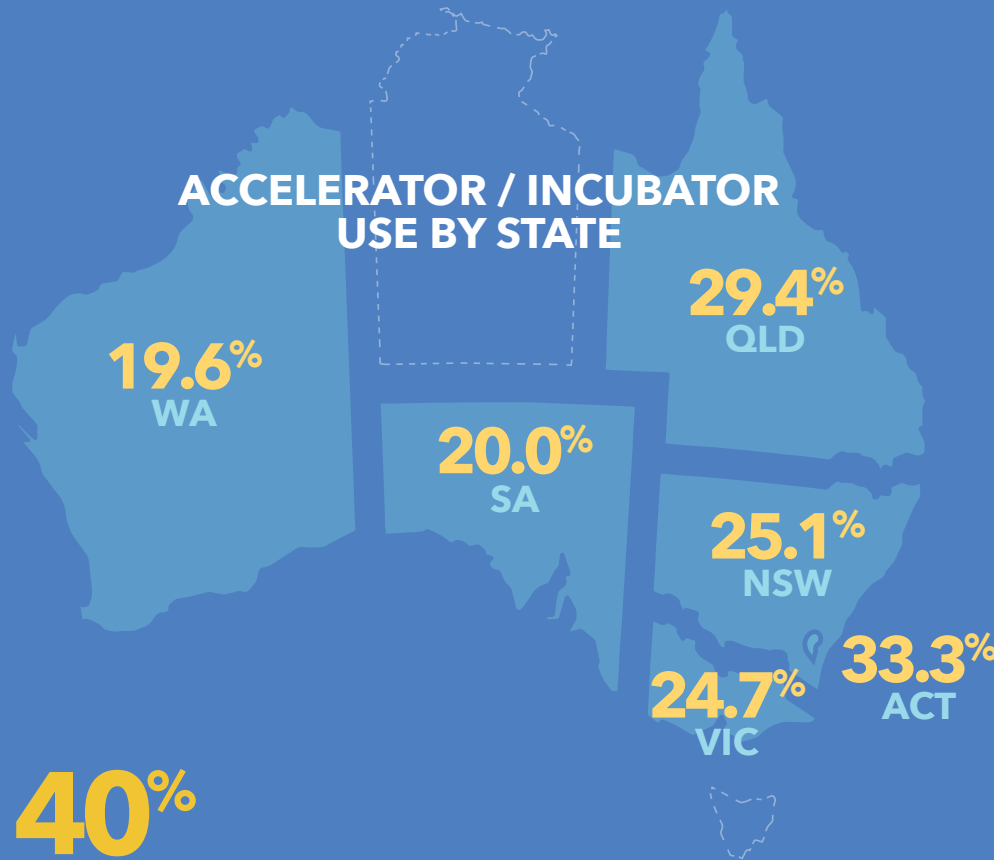 ACCELERATOR / INCUBATOR
USE BY STATE
29.4%
QLD
19.6%
WA
20.0%
SA
25.1%
NSW
33.3%
ACT
24.7%
VIC
40%